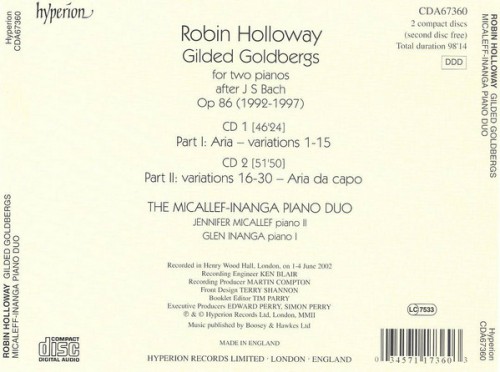 hyperion
CDA67360
2 compact discs
(second disc free)
Total duration 98'14
DDD
Robin Holloway
Gilded Goldbergs
for two pianos
after J S Bach
Op 86 (1992-1997)
CD 1 [46'24]
Part I: Aria – variations 1-15
CD 2 [51'50]
Part II: variations 16-30 – Aria da capo
THE MICALLEF-INANGA PIANO DUO
JENNIFER MICALLEF piano II
GLEN INANGA piano I
Recorded in Henry Wood Hall, London, on 1-4 June 2002
Recording Engineer KEN BLAIR
Recording Producer MARTIN COMPTON
Front Design TERRY SHANNON
Booklet Editor TIM PARRY
Executive Producers EDWARD PERRY, SIMON PERRY
℗ & © Hyperion Records Ltd, London, MMII
Music published by Boosey & Hawkes Ltd
MADE IN ENGLAND
HYPERION RECORDS LIMITED · LONDON · ENGLAND
COMPACT
disc
DIGITAL AUDIO
LC 7533
0 34571 17360 3
Hyperion
CDA67360
ROBIN HOLLOWAY GILDED GOLDBERGS
MICALEFF-INANGA PIANO DUO
ROBIN HOLLOWAY GILDED GOLDBERGS
MICALEFF-INANGA PIANO DUO
Hyperion
CDA67360